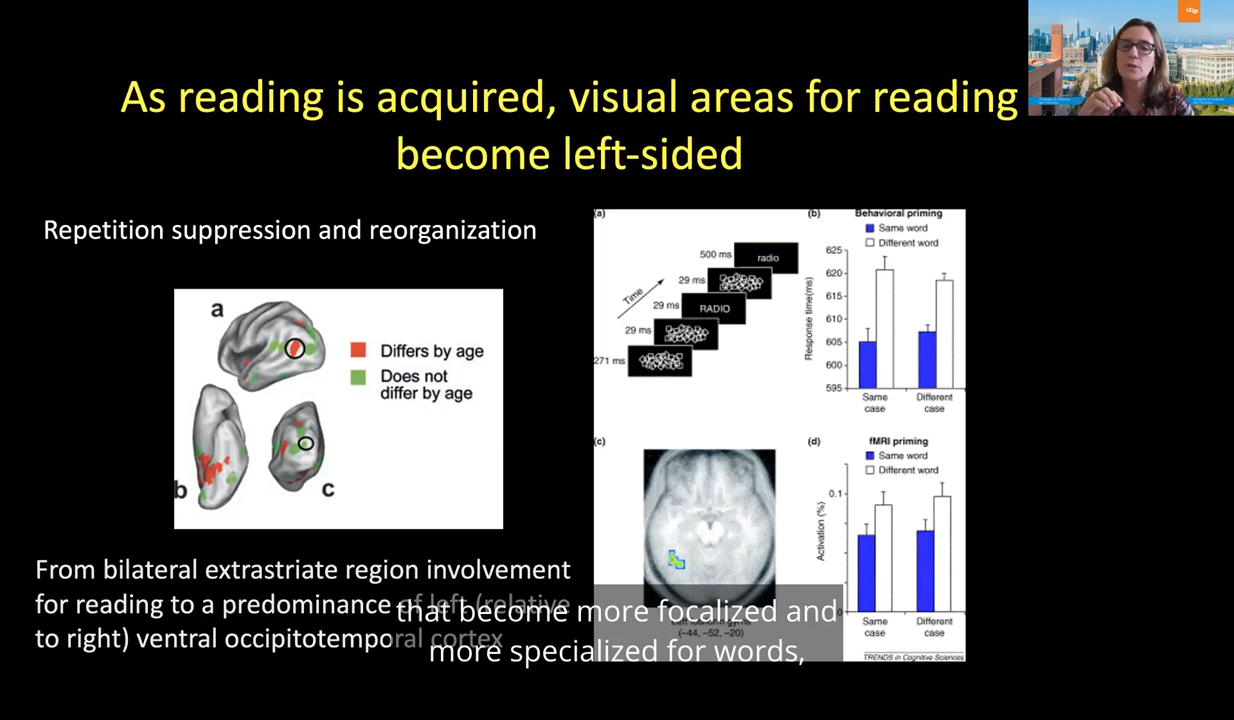 UCSF
As reading is acquired, visual areas for reading
become left-sided
Repetition suppression and reorganization
a
b
c
Differs by age
Does not
differ by age
From bilateral extrastriate region involvement
for reading to a predominance of left (relative
to right) ventral occipitotemporal cortex
(a)
500 ms
radio
29 ms
29 ms
RADIO
29 ms
271 ms
Time
(b)
Behavioral priming
Same word
Different word
Response time(ms)
625
620
615
610
605
600
595
Same
case
Different
case
(c)
(–44, –52, –20)
(d)
fMRI priming
Same word
Different word
Activation (%)
0.1
0
Same
case
Different
case
TRENDS in Cognitive Sciences
that become more focalized and
more specialized for words,